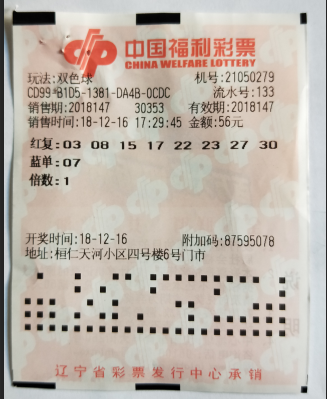 中国福利彩票
CHINA WELFARE LOTTERY
玩法:双色球 机号:21050279
CD99-B1D5-1381-DA4B-0CDC 流水号:133
销售期:2018147 30353 有效期:2018147
销售时间:18-12-16 17:29:45 金额:56元
红复:03 08 15 17 22 23 27 30
蓝单:07
倍数:1
开奖时间:18-12-16 附加码:87595078
地址:桓仁天河小区四号楼6号门市
辽宁省彩票发行中心承销